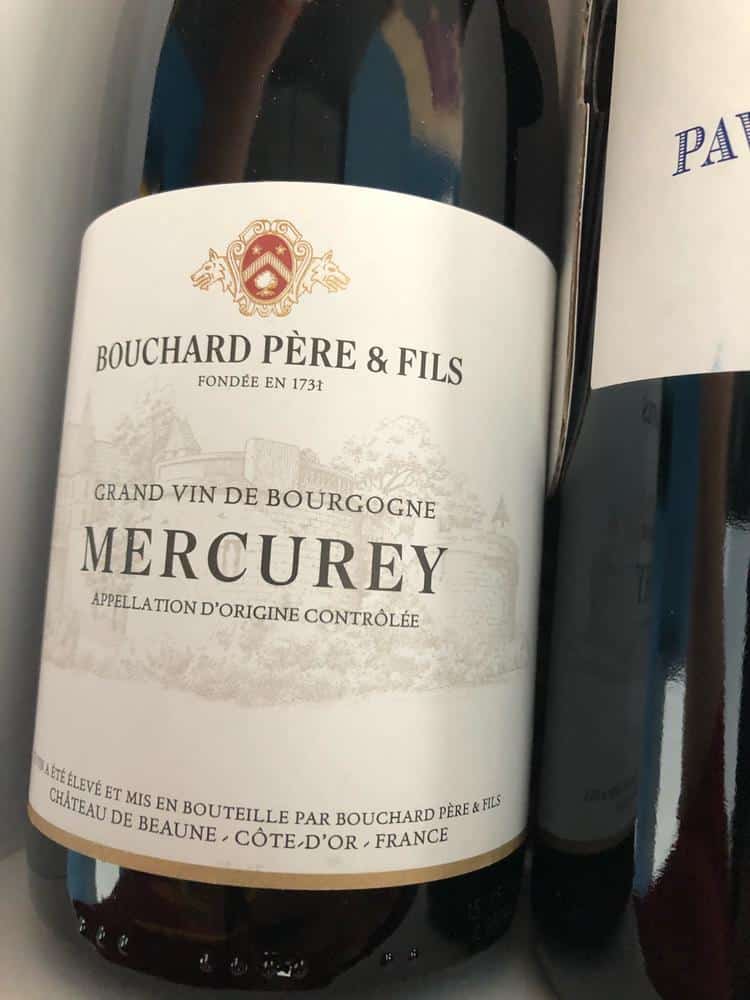 BOUCHARD PÈRE & FILS
FONDÉE EN 1731
GRAND VIN DE BOURGOGNE
MERCUREY
APPELLATION D'ORIGINE CONTRÔLÉE
A ÉTÉ ÉLEVÉ ET MIS EN BOUTEILLE PAR BOUCHARD PÈRE & FILS
CHÂTEAU DE BEAUNE - CÔTE-D'OR - FRANCE
PAV